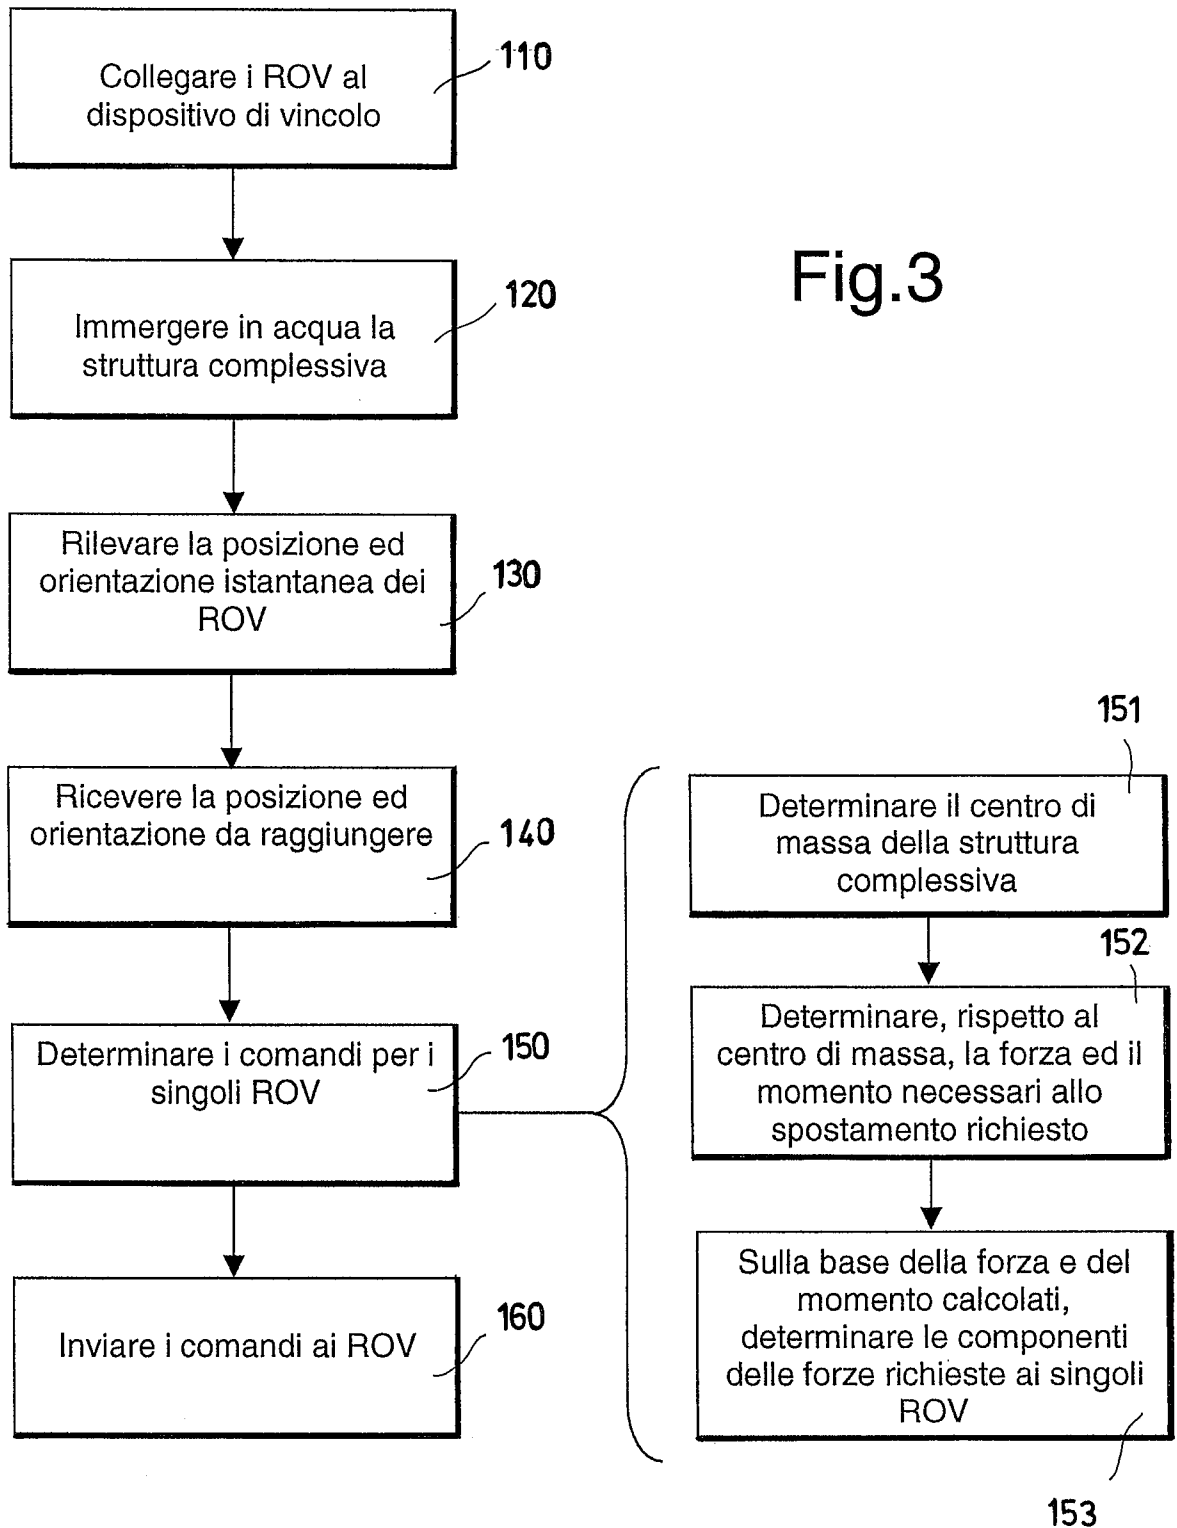 Collegare i ROV al
dispositivo di vincolo
110
Immergere in acqua la
struttura complessiva
120
Fig.3
Rilevare la posizione ed
orientazione istantanea dei
ROV
130
Ricevere la posizione ed
orientazione da raggiungere
140
Determinare i comandi per i
singoli ROV
150
Inviare i comandi ai ROV
160
151
Determinare il centro di
massa della struttura
complessiva
152
Determinare, rispetto al
centro di massa, la forza ed il
momento necessari allo
spostamento richiesto
Sulla base della forza e del
momento calcolati,
determinare le componenti
delle forze richieste ai singoli
ROV
153